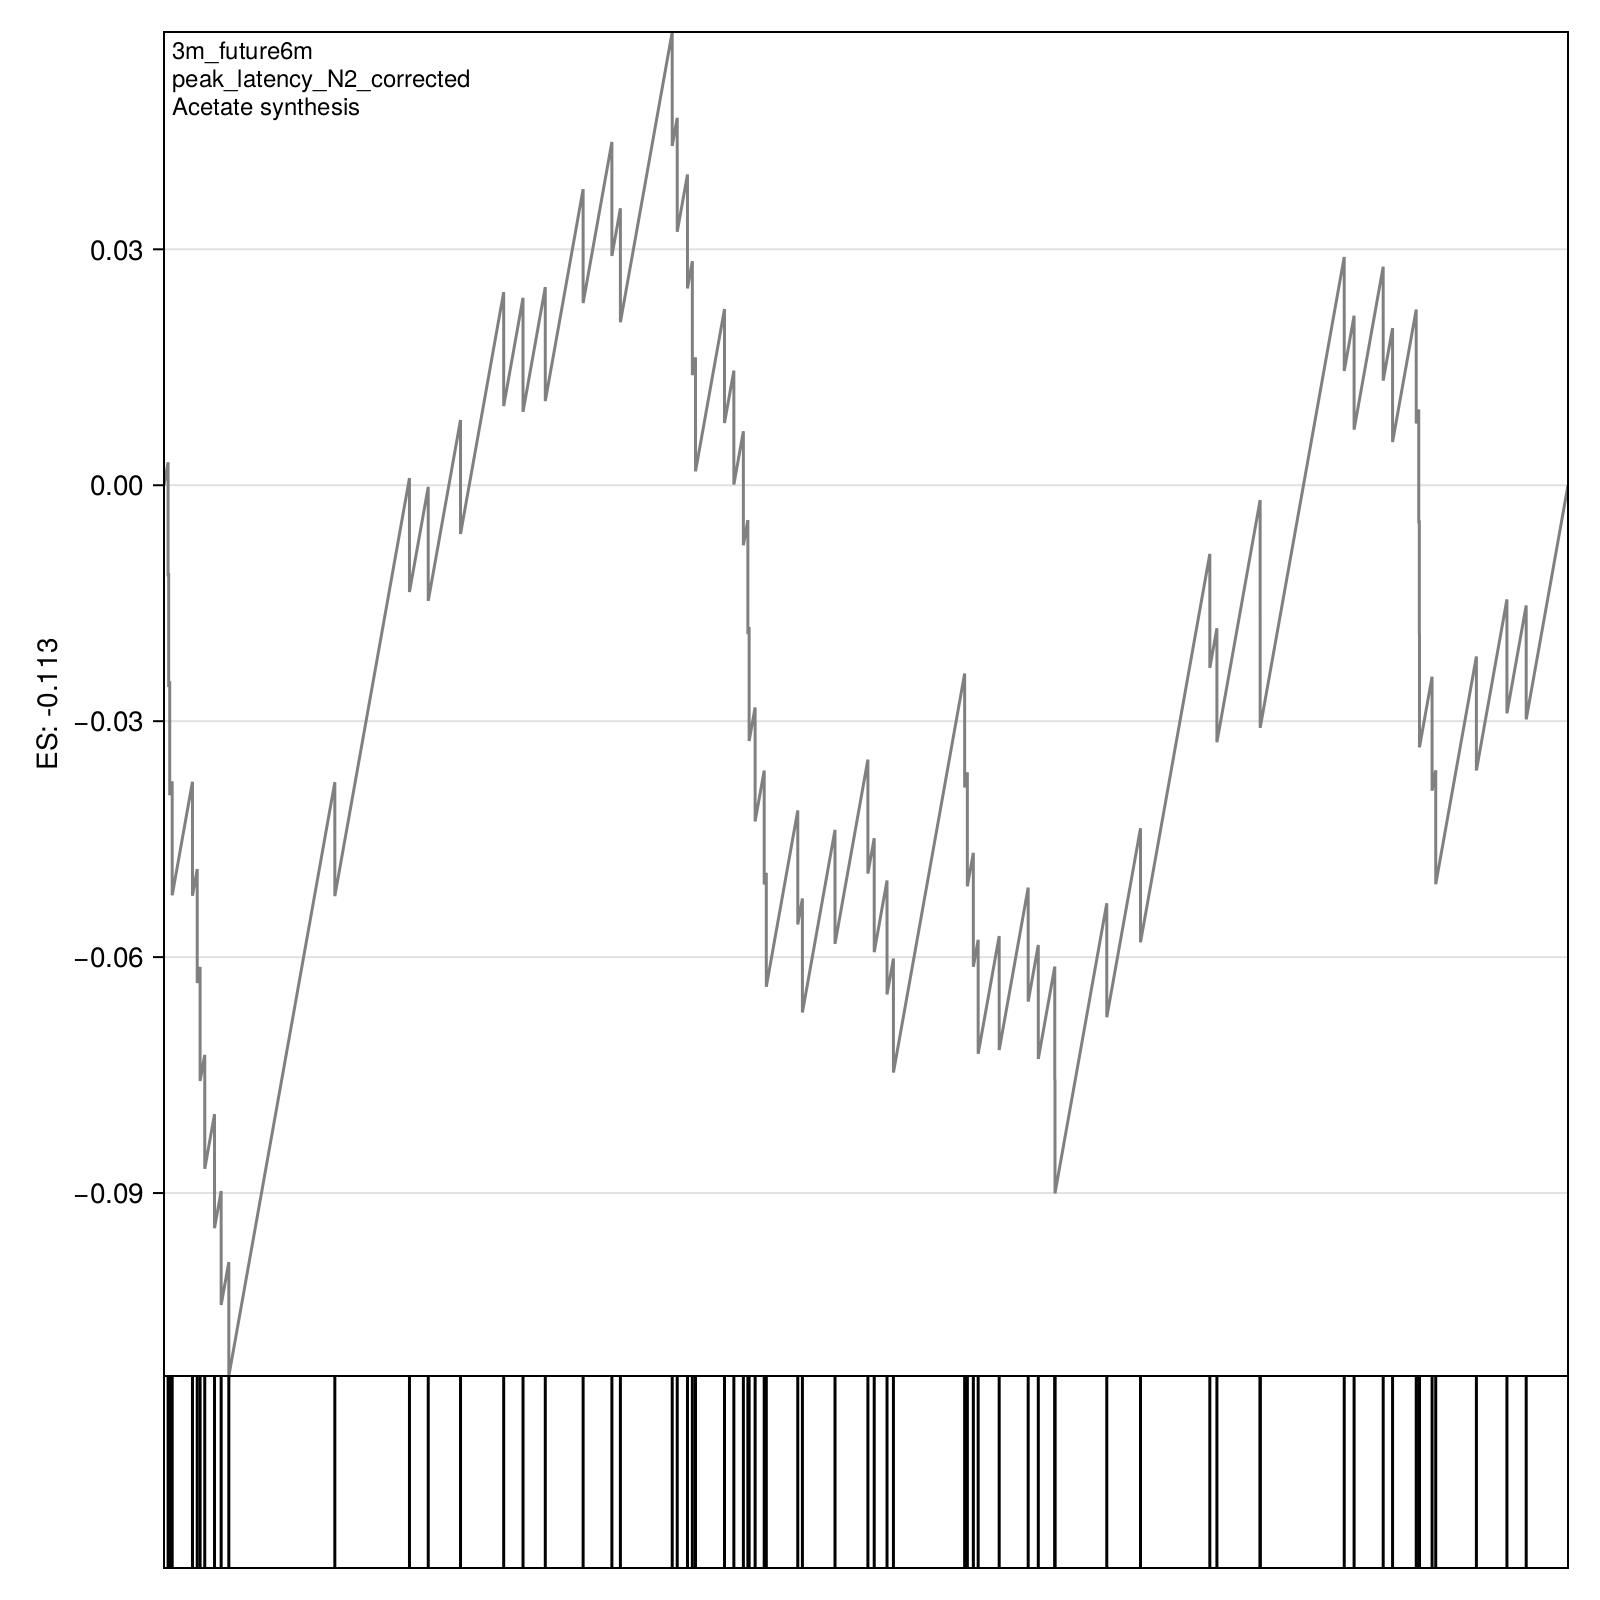 3m_future6m
peak_latency_N2_corrected
Acetate synthesis
0.03
0.00
−0.03
−0.06
−0.09
ES: -0.113